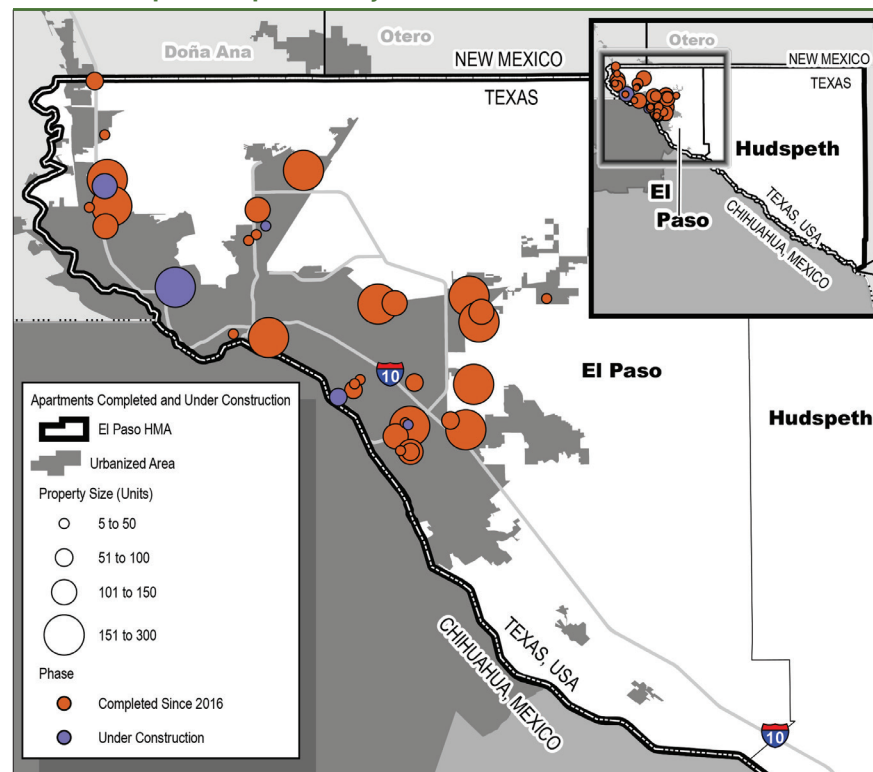 Doña Ana
Otero
NEW MEXICO
TEXAS
Otero
NEW MEXICO
TEXAS
Hudspeth
El
Paso
TEXAS, USA
CHIHUAHUA, MEXICO
10
El Paso
Hudspeth
Apartments Completed and Under Construction
El Paso HMA
Urbanized Area
Property Size (Units)
5 to 50
51 to 100
101 to 150
151 to 300
Phase
Completed Since 2016
Under Construction
TEXAS, USA
CHIHUAHUA, MEXICO
10